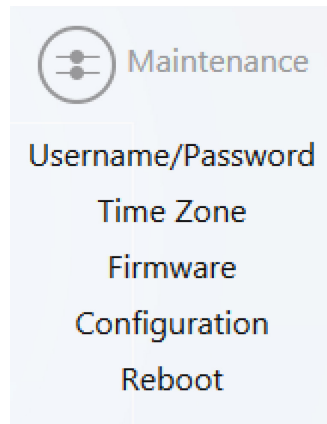 Maintenance
Username/Password
Time Zone
Firmware
Configuration
Reboot